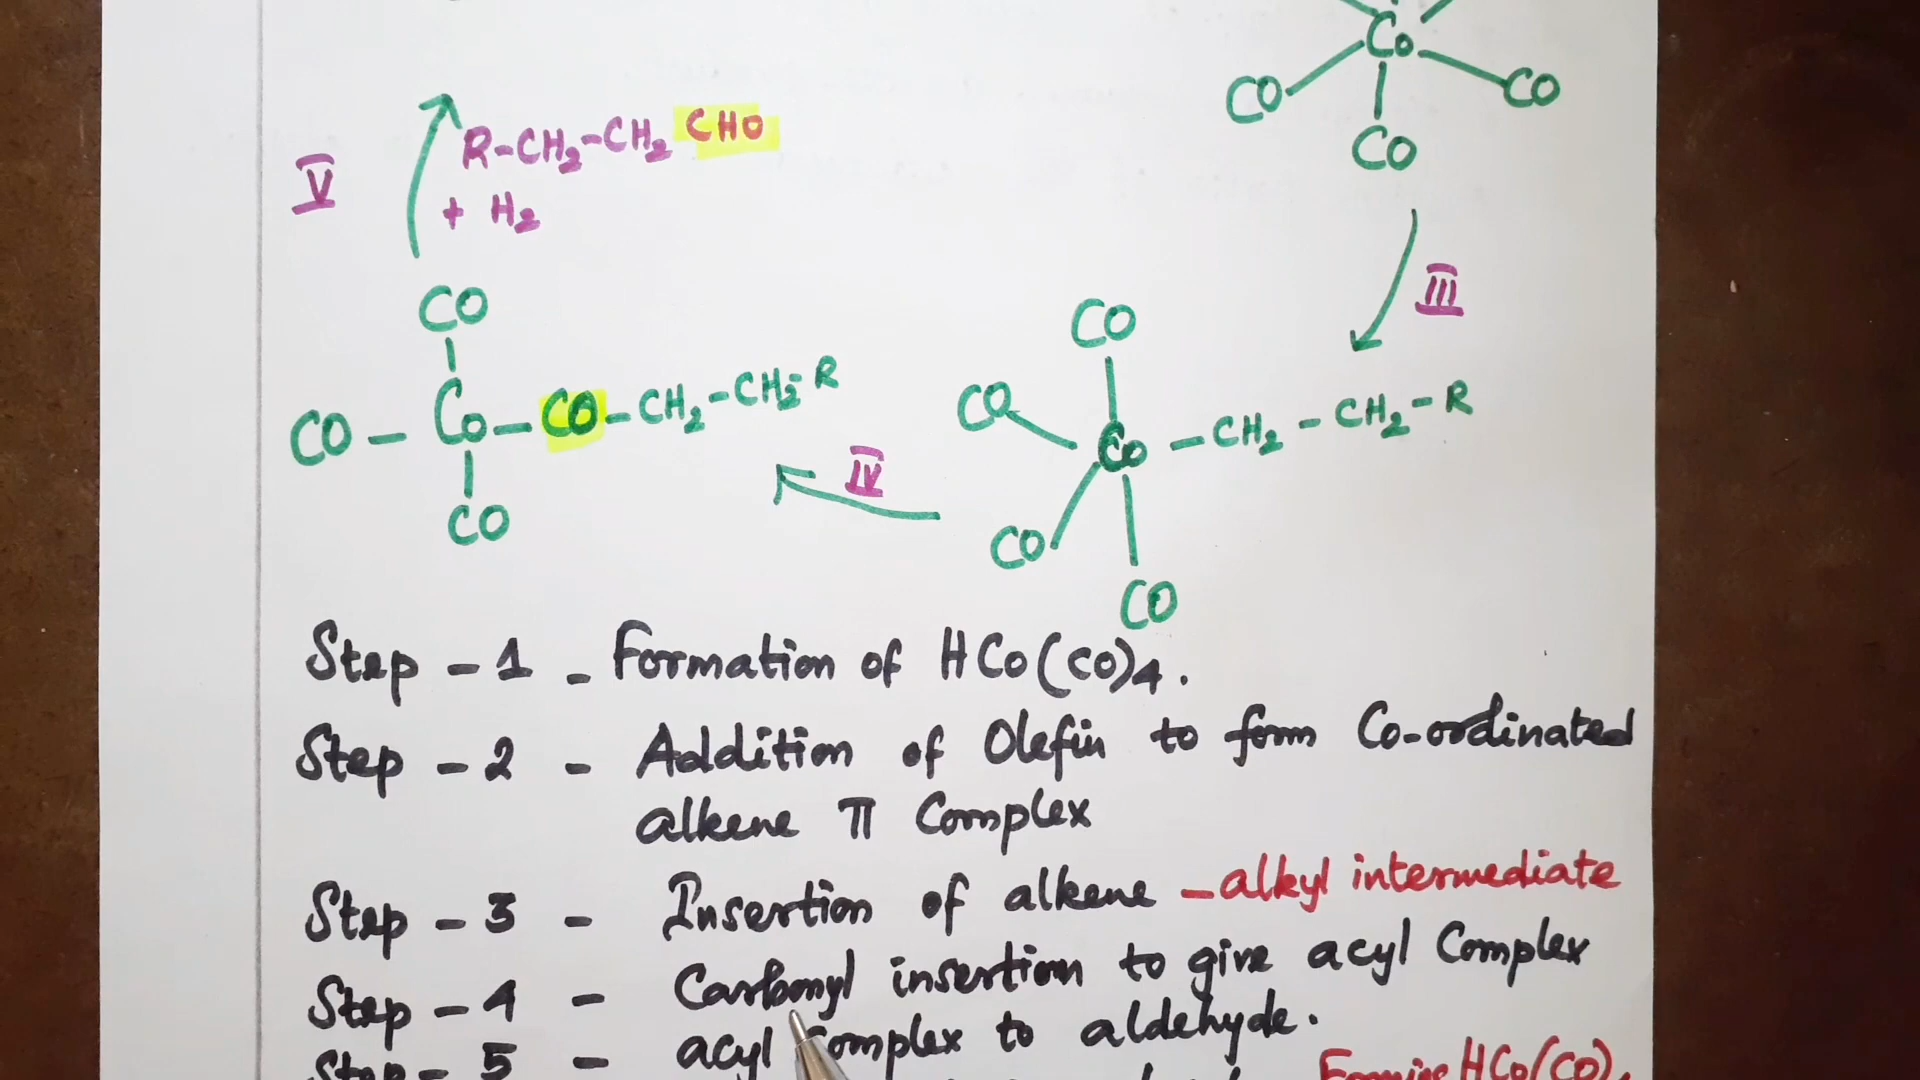 Co
CO
CO
CO
R-CH2-CH2 CHO
+ H2
V
III
CO
CO - Co - CO - CH2 - CH2 - R
CO
IV
CO
CO
Co - CH2 - CH2 - R
CO
CO
Step - 1 - Formation of HCo(CO)4.
Step - 2 - Addition of Olefin to form Co-ordinated
alkene π Complex
Step - 3 - Insertion of alkene - alkyl intermediate
Step - 4 - Carbonyl insertion to give acyl Complex
Step - 5 - acyl Complex to aldehyde.
Forming HCo(CO)